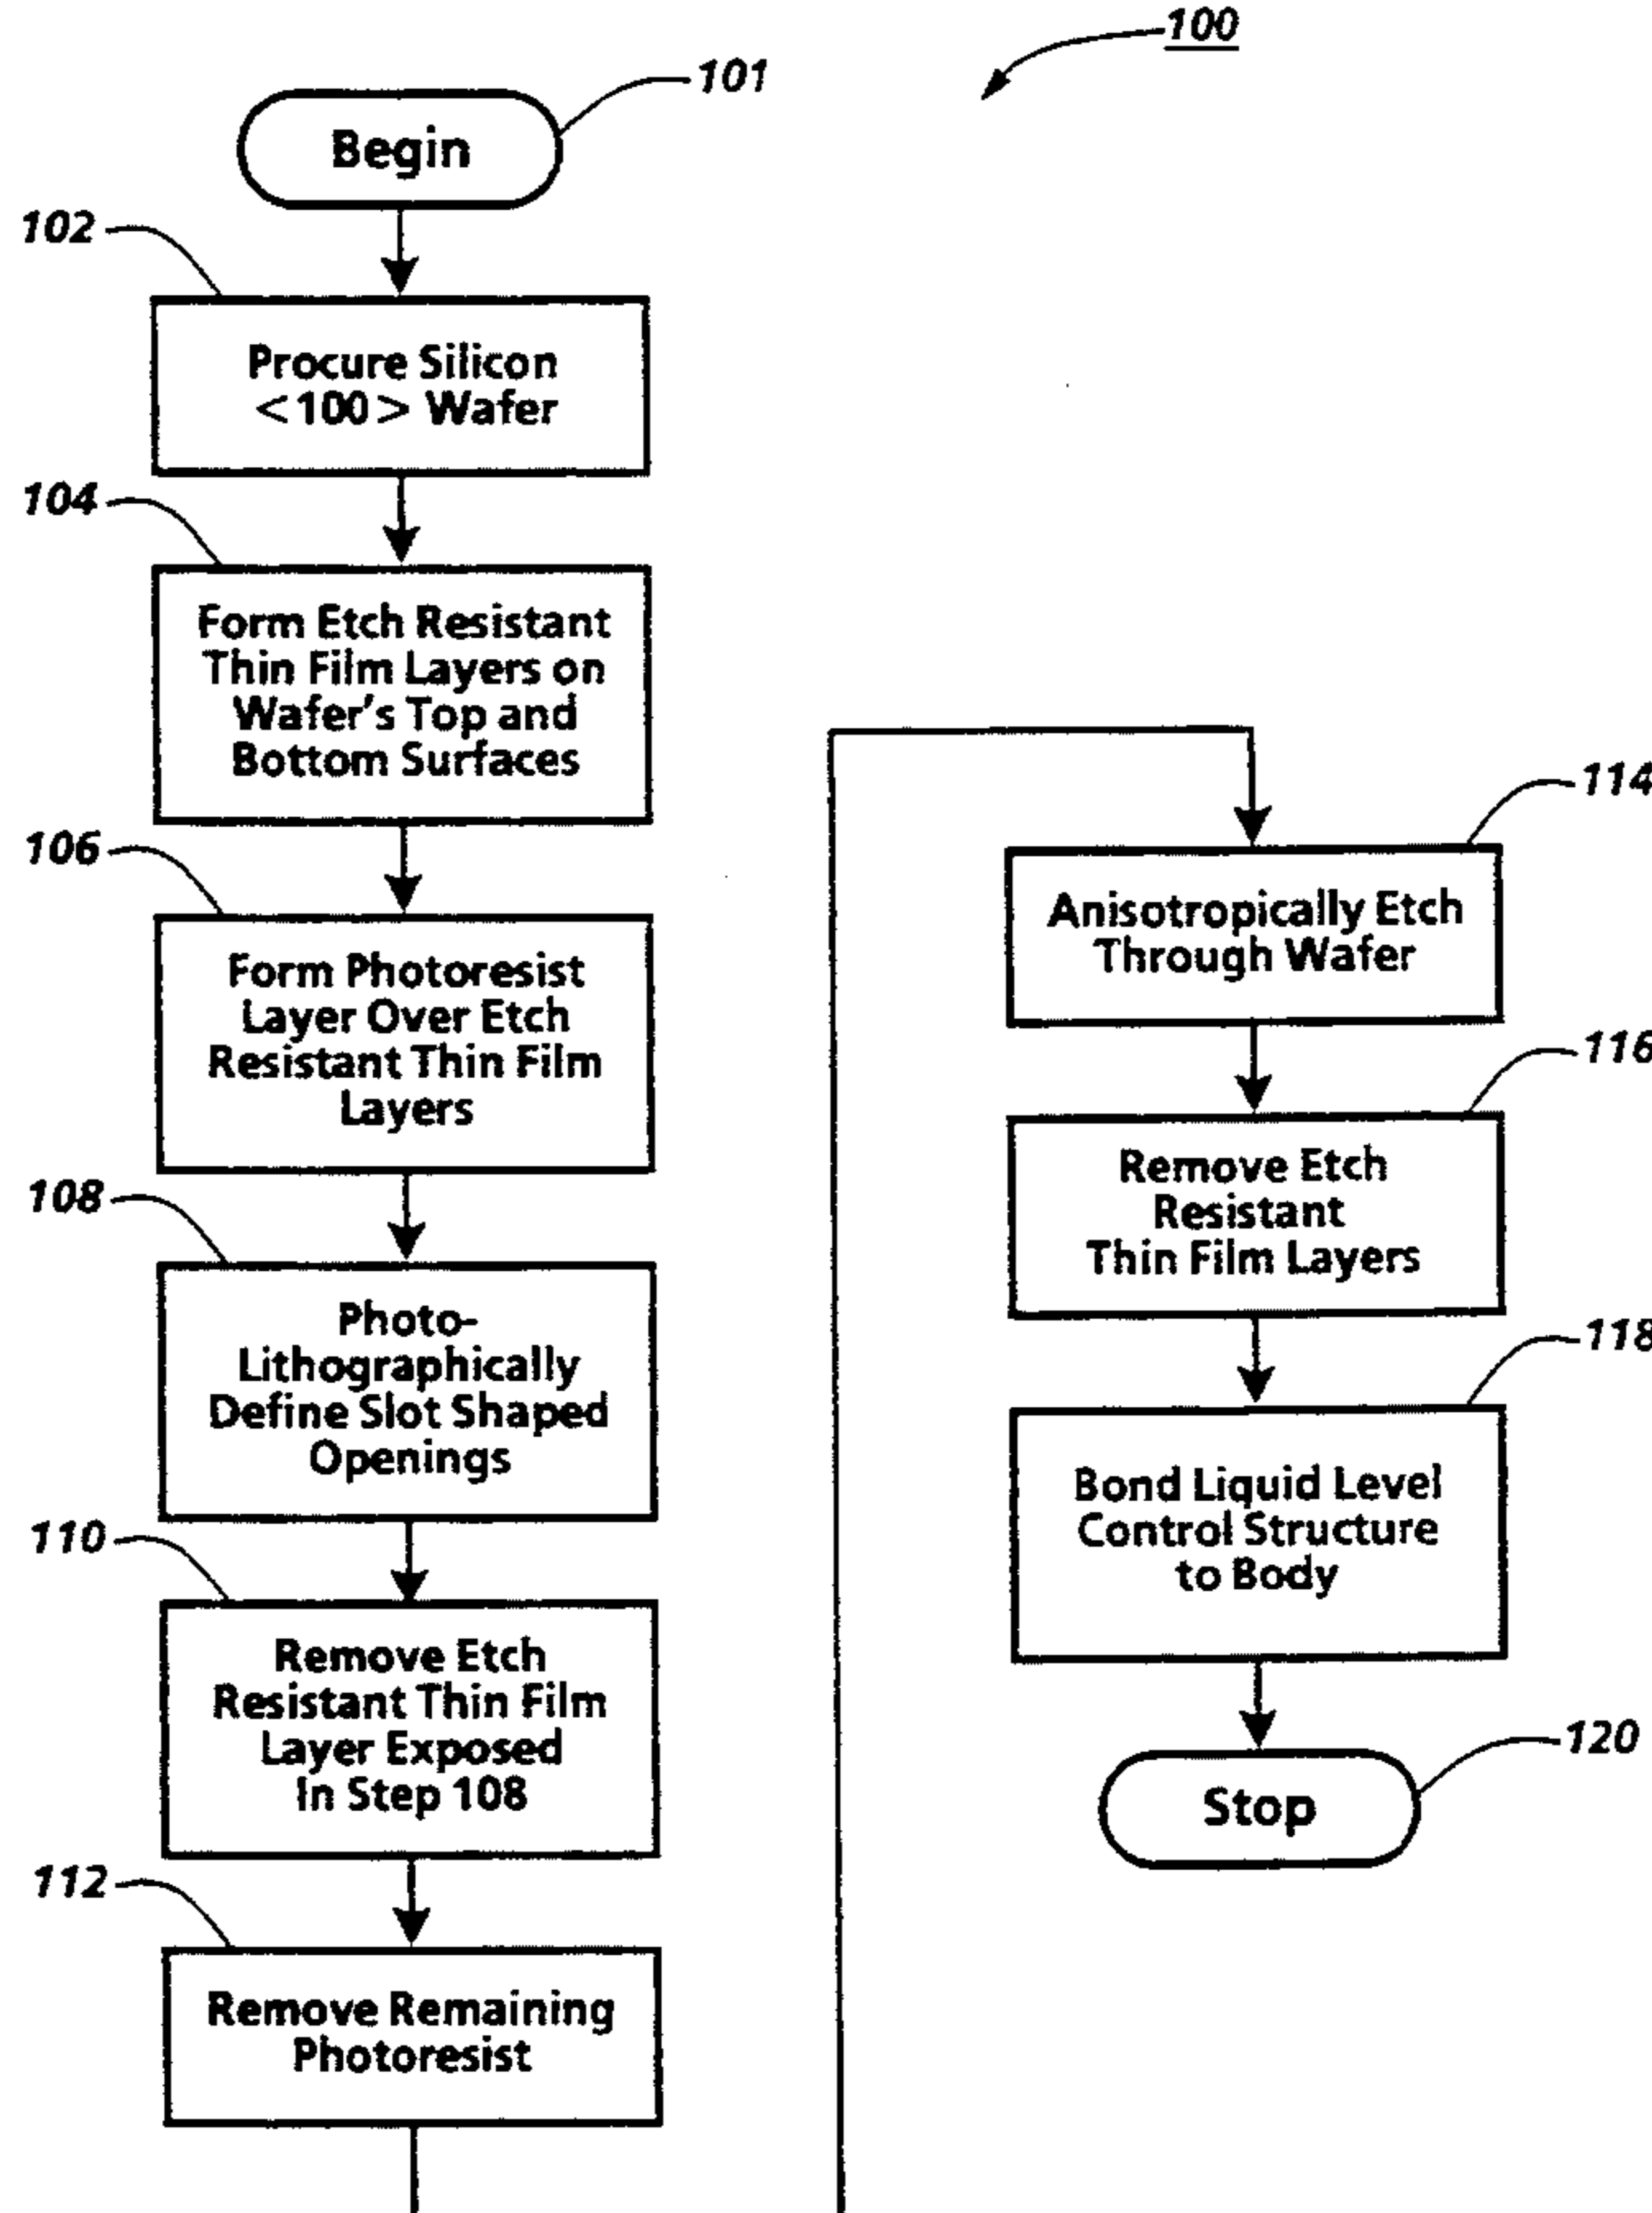 100
101
Begin
102
Procure Silicon
<100> Wafer
104
Form Etch Resistant
Thin Film Layers on
Wafer's Top and
Bottom Surfaces
106
Form Photoresist
Layer Over Etch
Resistant Thin Film
Layers
108
Photo-
Lithographically
Define Slot Shaped
Openings
110
Remove Etch
Resistant Thin Film
Layer Exposed
In Step 108
112
Remove Remaining
Photoresist
114
Anisotropically Etch
Through Wafer
116
Remove Etch
Resistant
Thin Film Layers
118
Bond Liquid Level
Control Structure
to Body
120
Stop